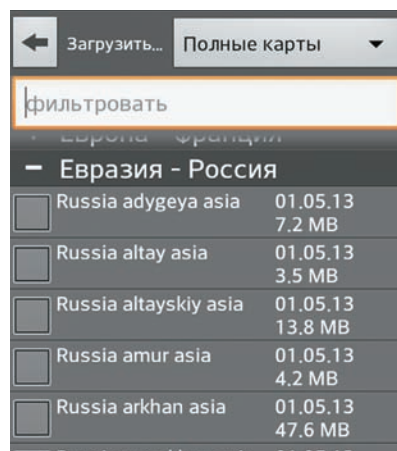 Загрузить... Полные карты
фильтровать
Европа - Франция
− Евразия - Россия
Russia adygeya asia 01.05.13
7.2 MB
Russia altay asia 01.05.13
3.5 MB
Russia altayskiy asia 01.05.13
13.8 MB
Russia amur asia 01.05.13
4.2 MB
Russia arkhan asia 01.05.13
47.6 MB